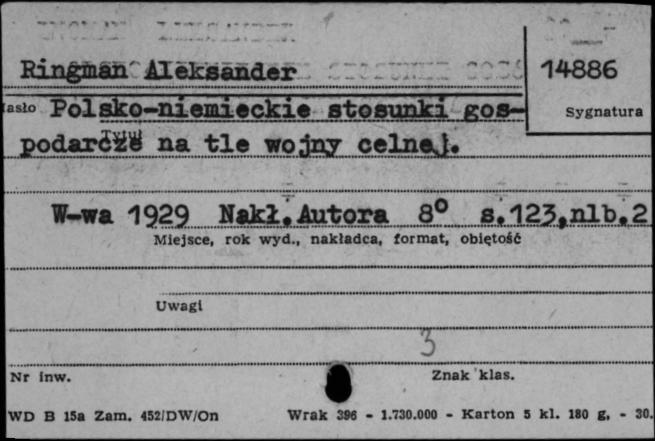 Ringman Aleksander
14886
Hasło Polsko-niemieckie stosunki gos-
Sygnatura
Tytuł
podarcze na tle wojny celnej.
W-wa 1929 Nakł.Autora 8° s.123,nlb.2
Miejsce, rok wyd., nakładca, format, objętość
Uwagi
3
Nr inw.
Znak klas.
WD B 15a Zam. 452/DW/On Wrak 396 - 1.730.000 - Karton 5 kl. 180 g, - 30.